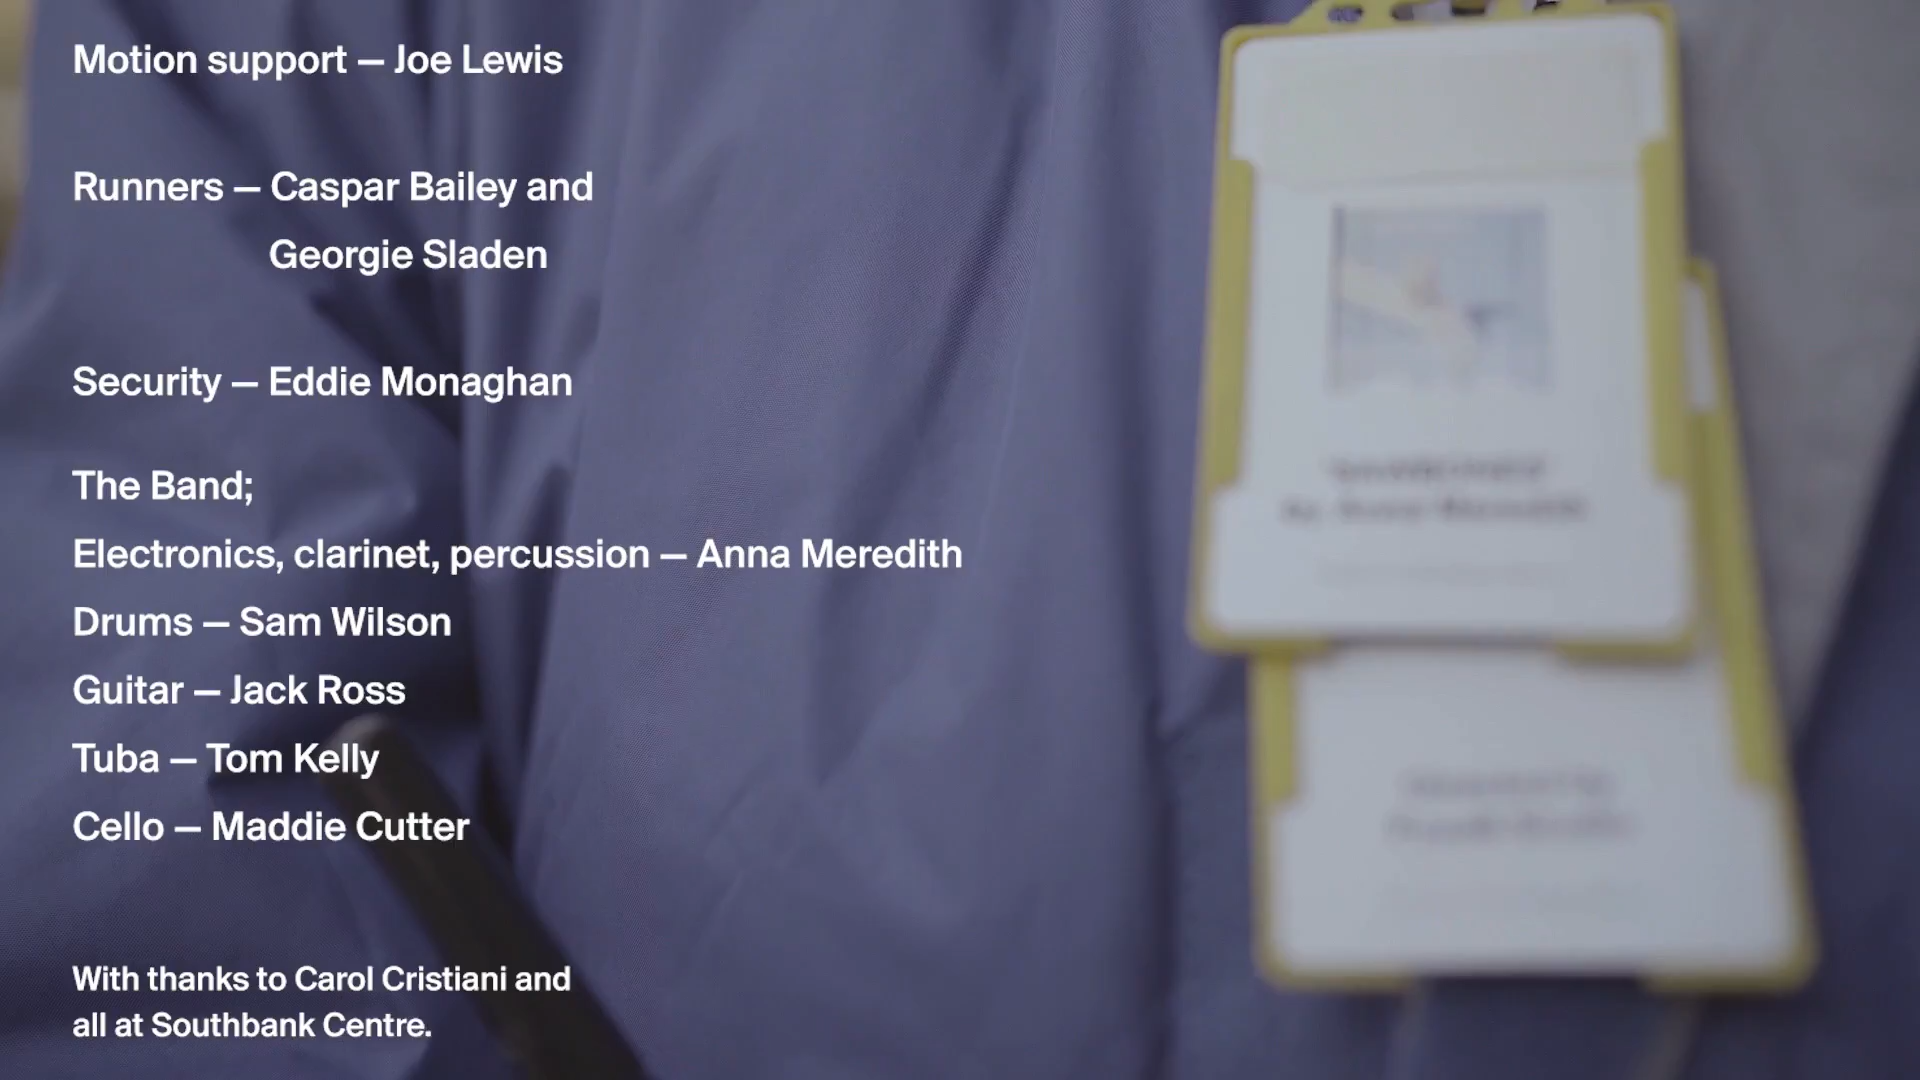 Motion support — Joe Lewis
Runners — Caspar Bailey and
Georgie Sladen
Security — Eddie Monaghan
The Band;
Electronics, clarinet, percussion — Anna Meredith
Drums — Sam Wilson
Guitar — Jack Ross
Tuba — Tom Kelly
Cello — Maddie Cutter
With thanks to Carol Cristiani and
all at Southbank Centre.